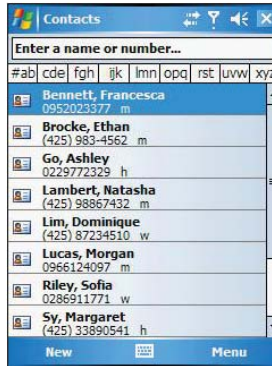 Contacts
Enter a name or number...
#ab cde fgh ijk lmn opq rst uvw xyz
Bennett, Francesca
0952023377 m
Brocke, Ethan
(425) 983-4562 m
Go, Ashley
0229772329 h
Lambert, Natasha
(425) 98867432 m
Lim, Dominique
(425) 87234510 w
Lucas, Morgan
0966124097 m
Riley, Sofia
0286911771 w
Sy, Margaret
(425) 33890541 h
New Menu